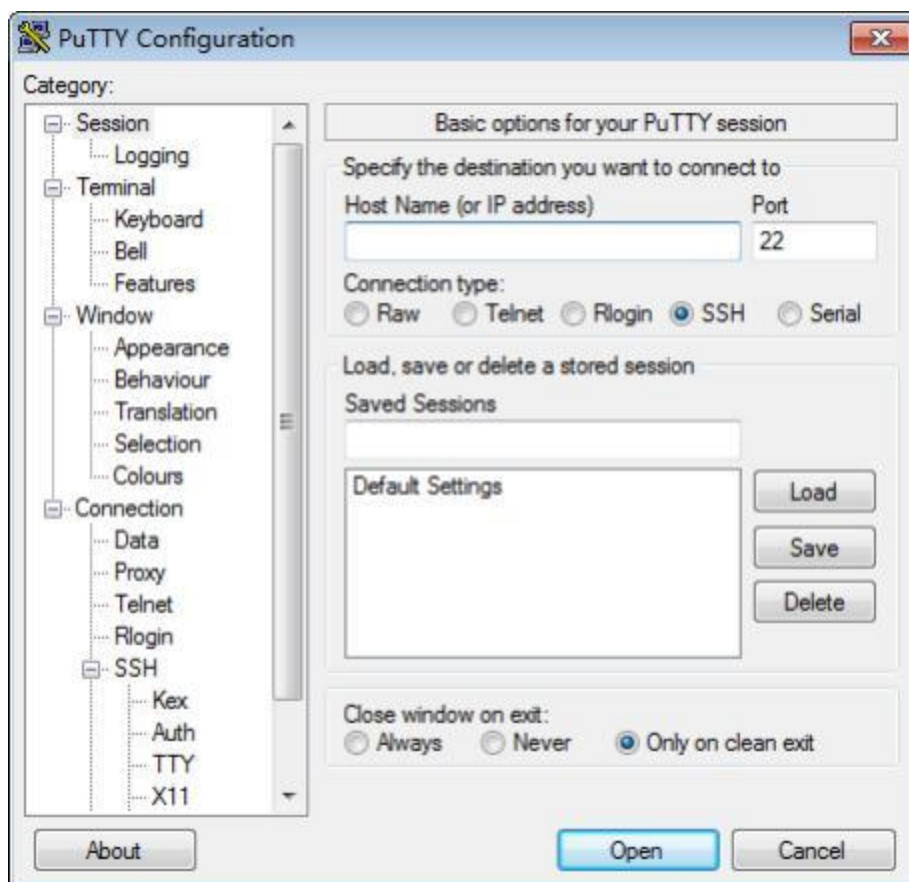 PuTTY Configuration
Category:
Session
Logging
Terminal
Keyboard
Bell
Features
Window
Appearance
Behaviour
Translation
Selection
Colours
Connection
Data
Proxy
Telnet
Rlogin
SSH
Kex
Auth
TTY
X11
Basic options for your PuTTY session
Specify the destination you want to connect to
Host Name (or IP address) Port
22
Connection type:
Raw Telnet Rlogin SSH Serial
Load, save or delete a stored session
Saved Sessions
Default Settings
Load
Save
Delete
Close window on exit:
Always Never Only on clean exit
About Open Cancel